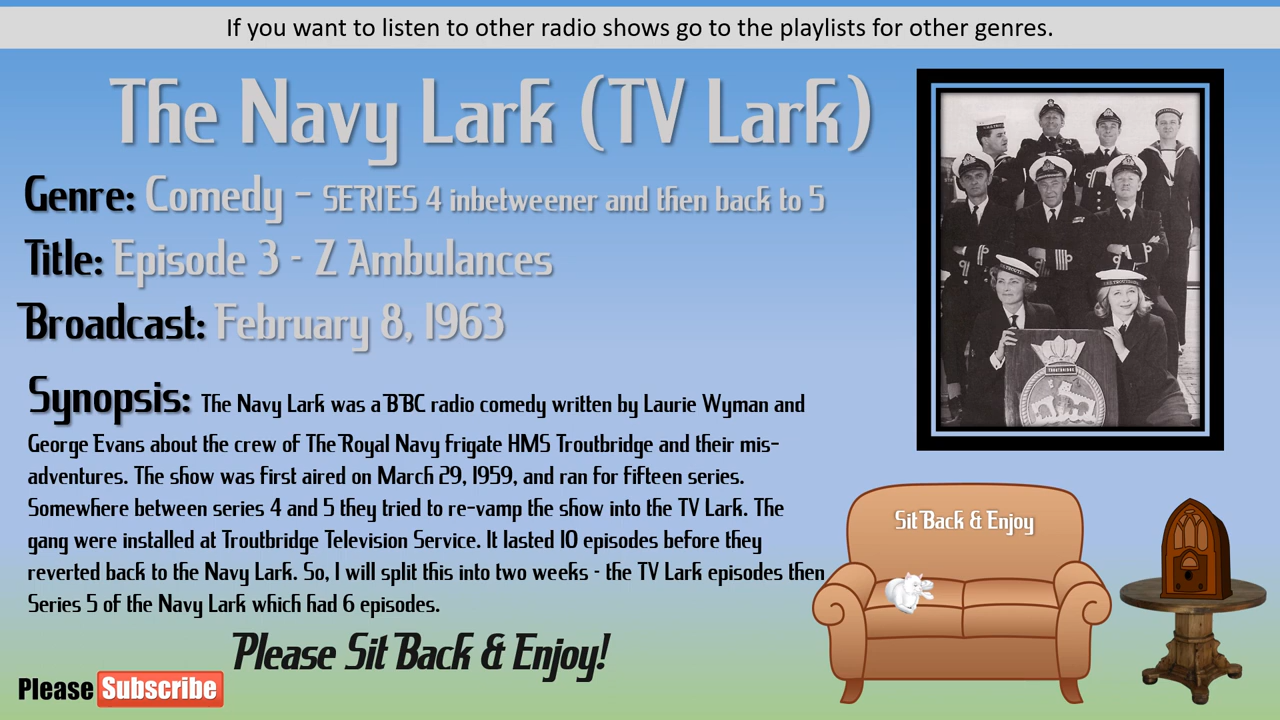 If you want to listen to other radio shows go to the playlists for other genres.
The Navy Lark (TV Lark)
Genre: Comedy – SERIES 4 inbetweener and then back to 5
Title: Episode 3 - Z Ambulances
Broadcast: February 8, 1963
Synopsis: The Navy Lark was a BBC radio comedy written by Laurie Wyman and
George Evans about the crew of The Royal Navy frigate HMS Troutbridge and their mis-
adventures. The show was first aired on March 29, 1959, and ran for fifteen series.
Somewhere between series 4 and 5 they tried to re-vamp the show into the TV Lark. The
gang were installed at Troutbridge Television Service. It lasted 10 episodes before they
reverted back to the Navy Lark. So, I will split this into two weeks - the TV Lark episodes then
Series 5 of the Navy Lark which had 6 episodes.
Please Sit Back & Enjoy!
Please Subscribe
Sit Back & Enjoy
TROUTBRIDGE